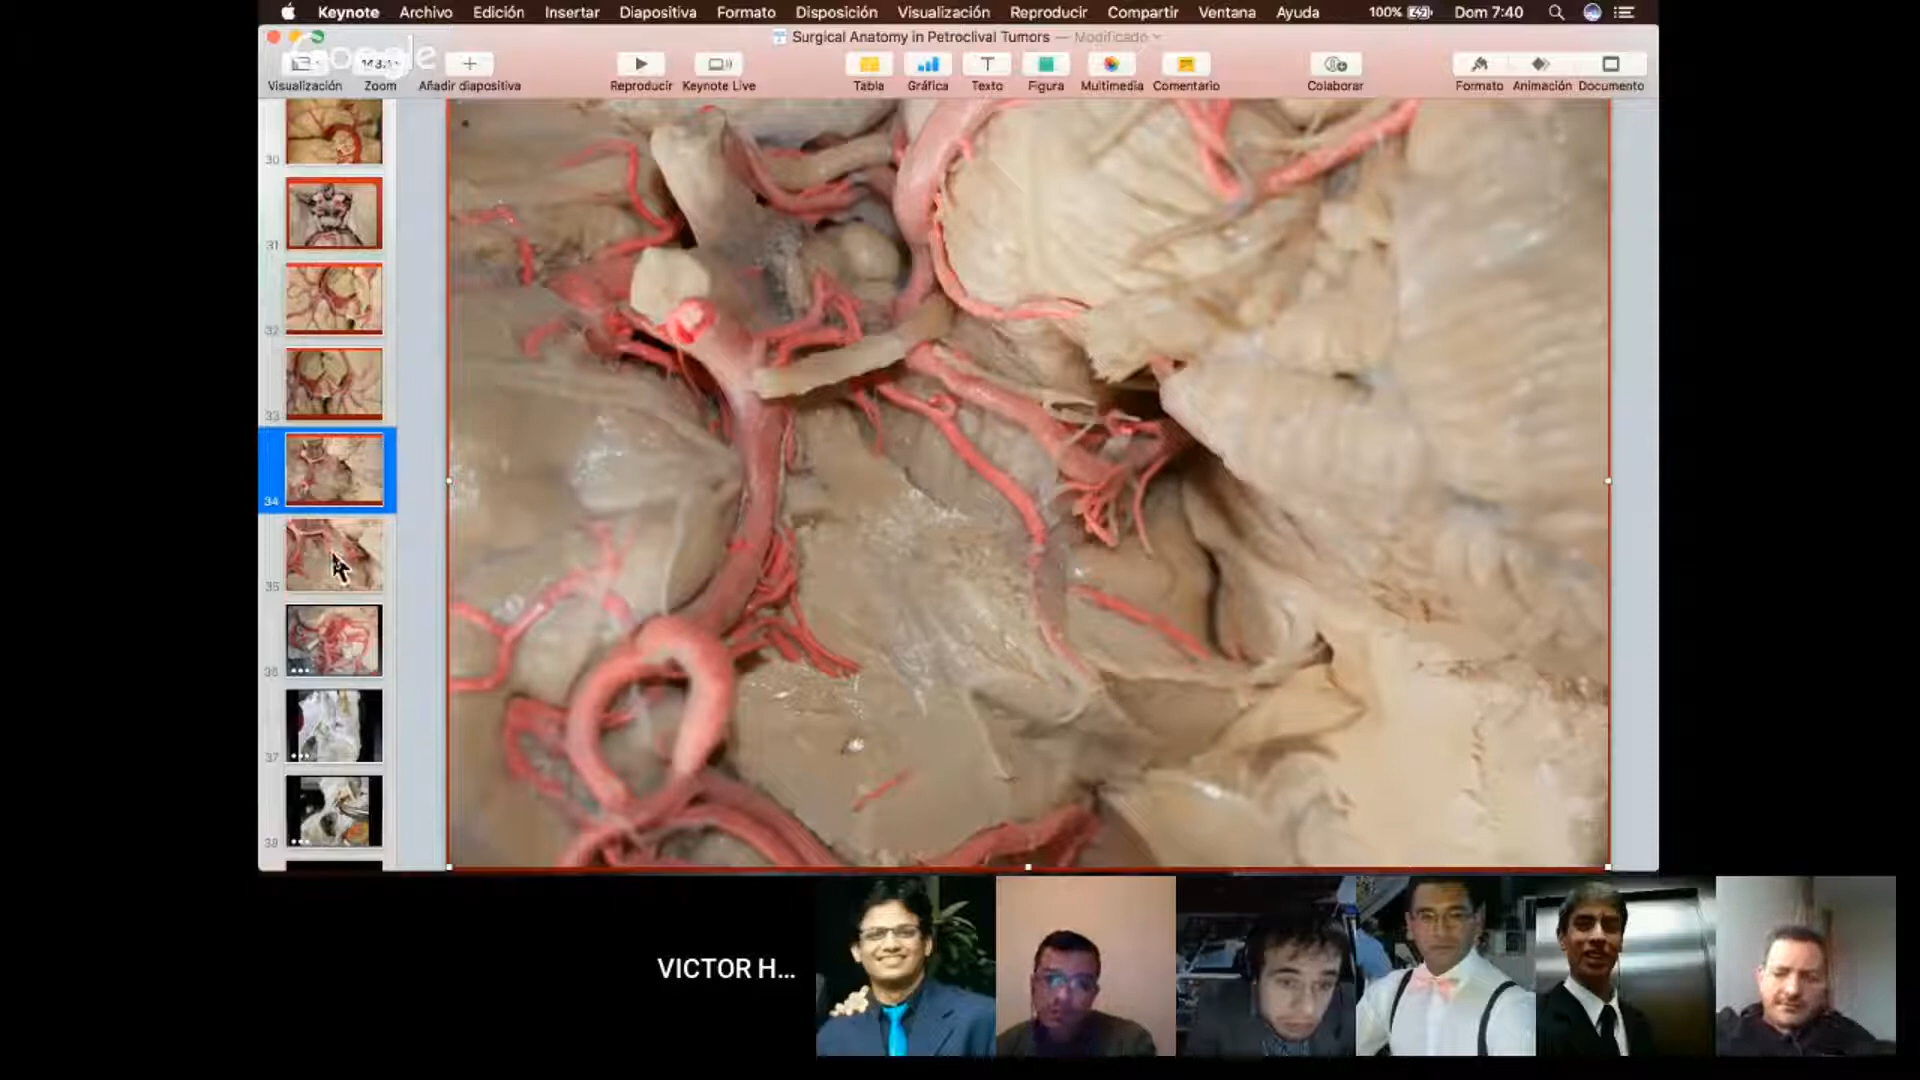 Keynote Archivo Edición Insertar Diapositiva Formato Disposición Visualización Reproducir Compartir Ventana Ayuda 100% Dom 7:40
Surgical Anatomy in Petroclival Tumors — Modificado
Google
Visualización Zoom Añadir diapositiva Reproducir Keynote Live Tabla Gráfica Texto Figura Multimedia Comentario Colaborar Formato Animación Documento
30
31
32
33
34
35
36
37
38
VICTOR H...